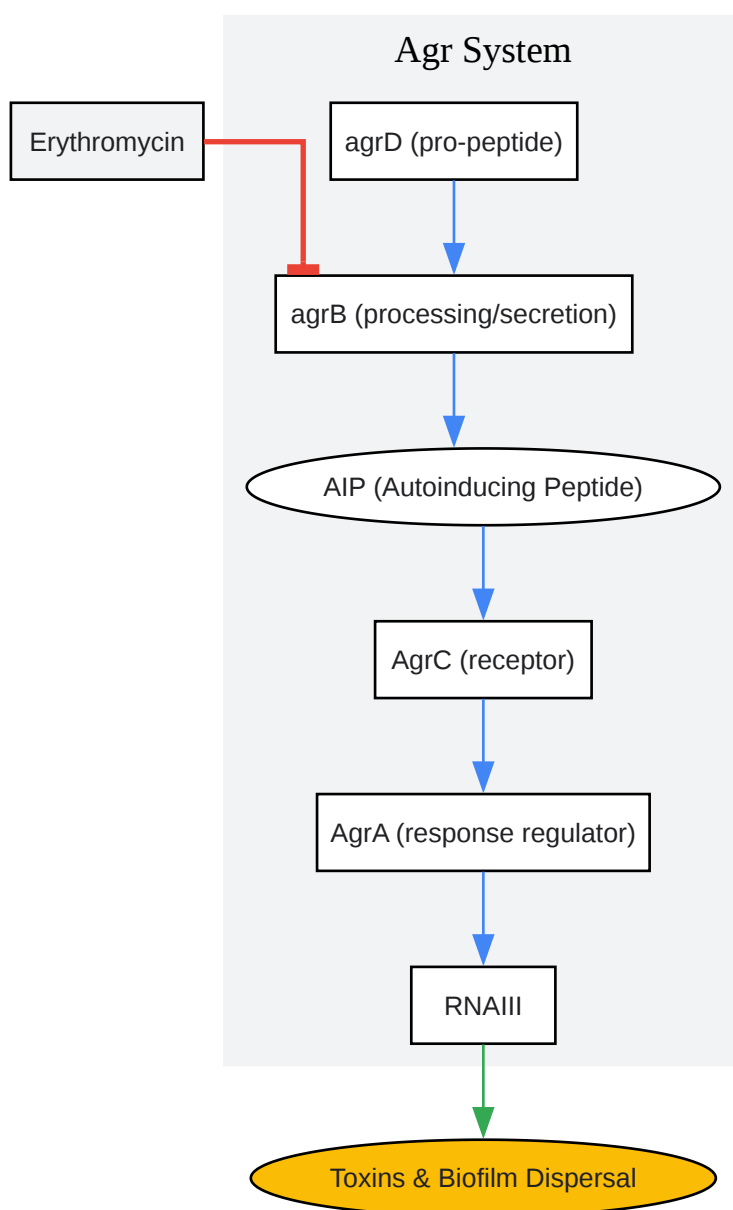 Agr System
Erythromycin
agrD (pro-peptide)
agrB (processing/secretion)
AIP (Autoinducing Peptide)
AgrC (receptor)
AgrA (response regulator)
RNAIII
Toxins & Biofilm Dispersal